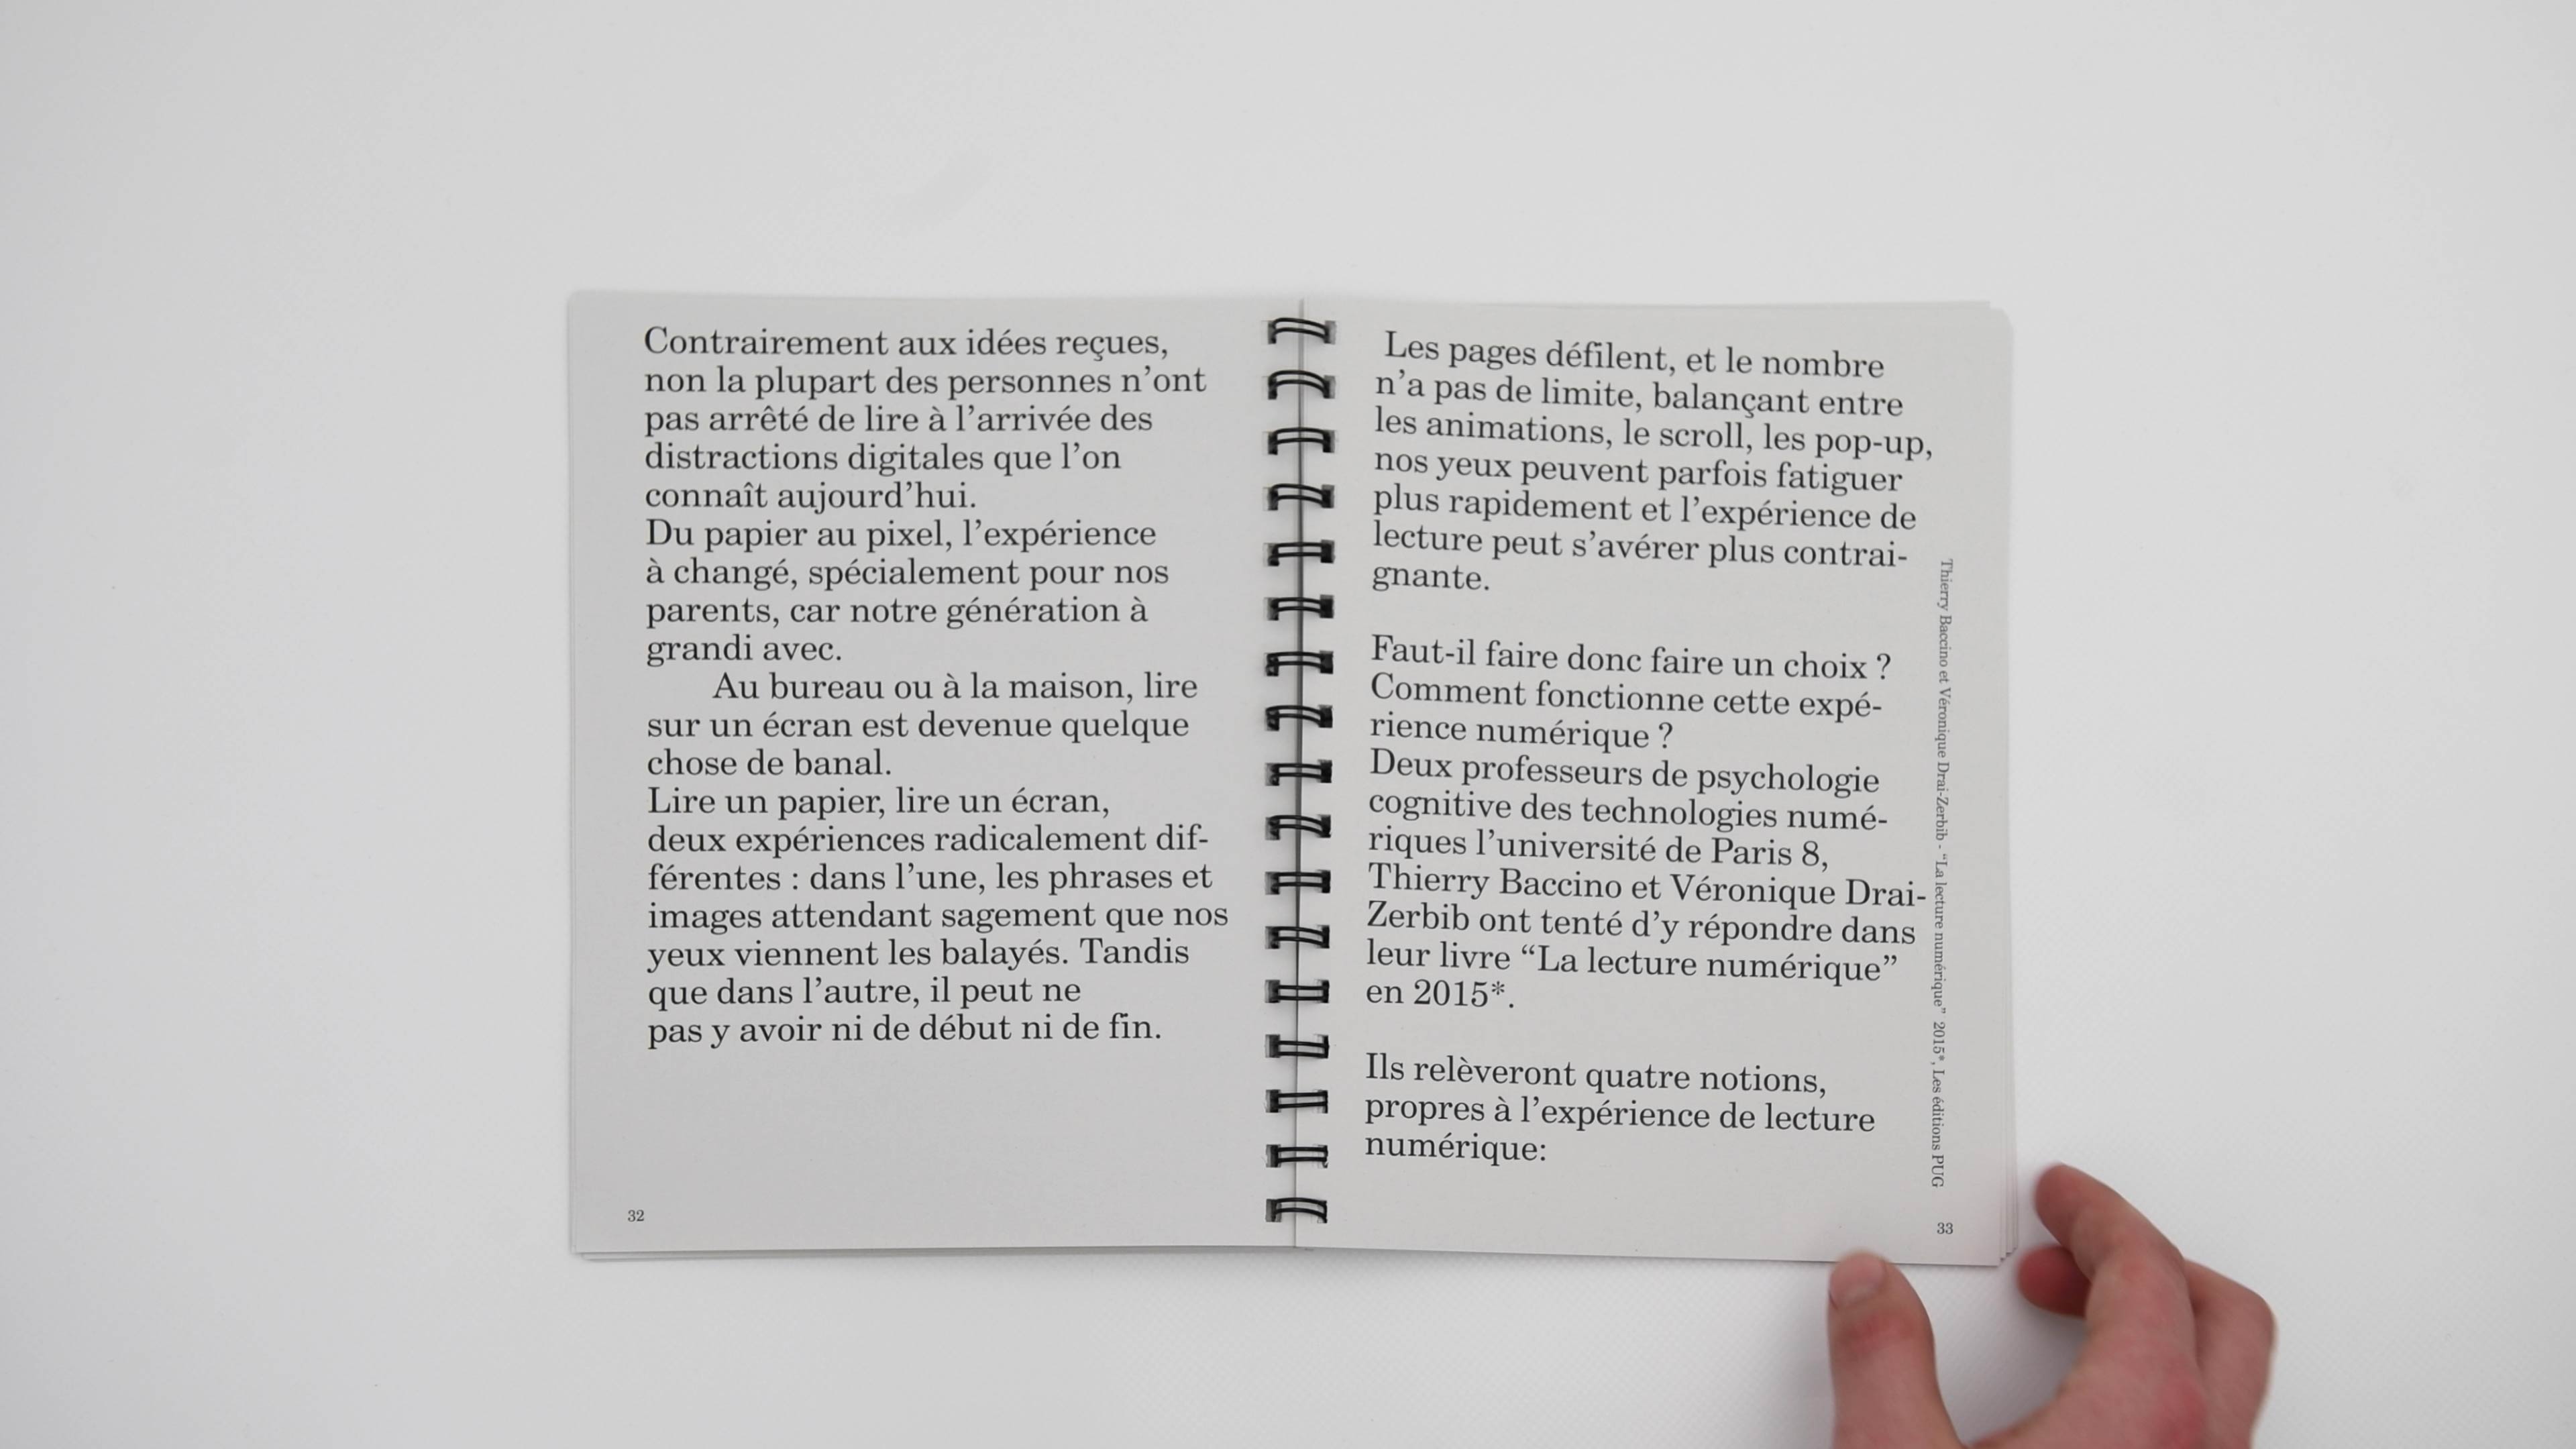 Contrairement aux idées reçues,
non la plupart des personnes n’ont
pas arrêté de lire à l’arrivée des
distractions digitales que l’on
connaît aujourd’hui.
Du papier au pixel, l’expérience
à changé, spécialement pour nos
parents, car notre génération à
grandi avec.
Au bureau ou à la maison, lire
sur un écran est devenue quelque
chose de banal.
Lire un papier, lire un écran,
deux expériences radicalement dif-
férentes : dans l’une, les phrases et
images attendant sagement que nos
yeux viennent les balayés. Tandis
que dans l’autre, il peut ne
pas y avoir ni de début ni de fin.
32
Les pages défilent, et le nombre
n’a pas de limite, balançant entre
les animations, le scroll, les pop-up,
nos yeux peuvent parfois fatiguer
plus rapidement et l’expérience de
lecture peut s’avérer plus contrai-
gnante.
Faut-il faire donc faire un choix ?
Comment fonctionne cette expé-
rience numérique ?
Deux professeurs de psychologie
cognitive des technologies numé-
riques l’université de Paris 8,
Thierry Baccino et Véronique Drai-
Zerbib ont tenté d’y répondre dans
leur livre “La lecture numérique”
en 2015*.
Ils relèveront quatre notions,
propres à l’expérience de lecture
numérique:
Thierry Baccino et Véronique Drai-Zerbib - “La lecture numérique” 2015*, Les éditions PUG
33